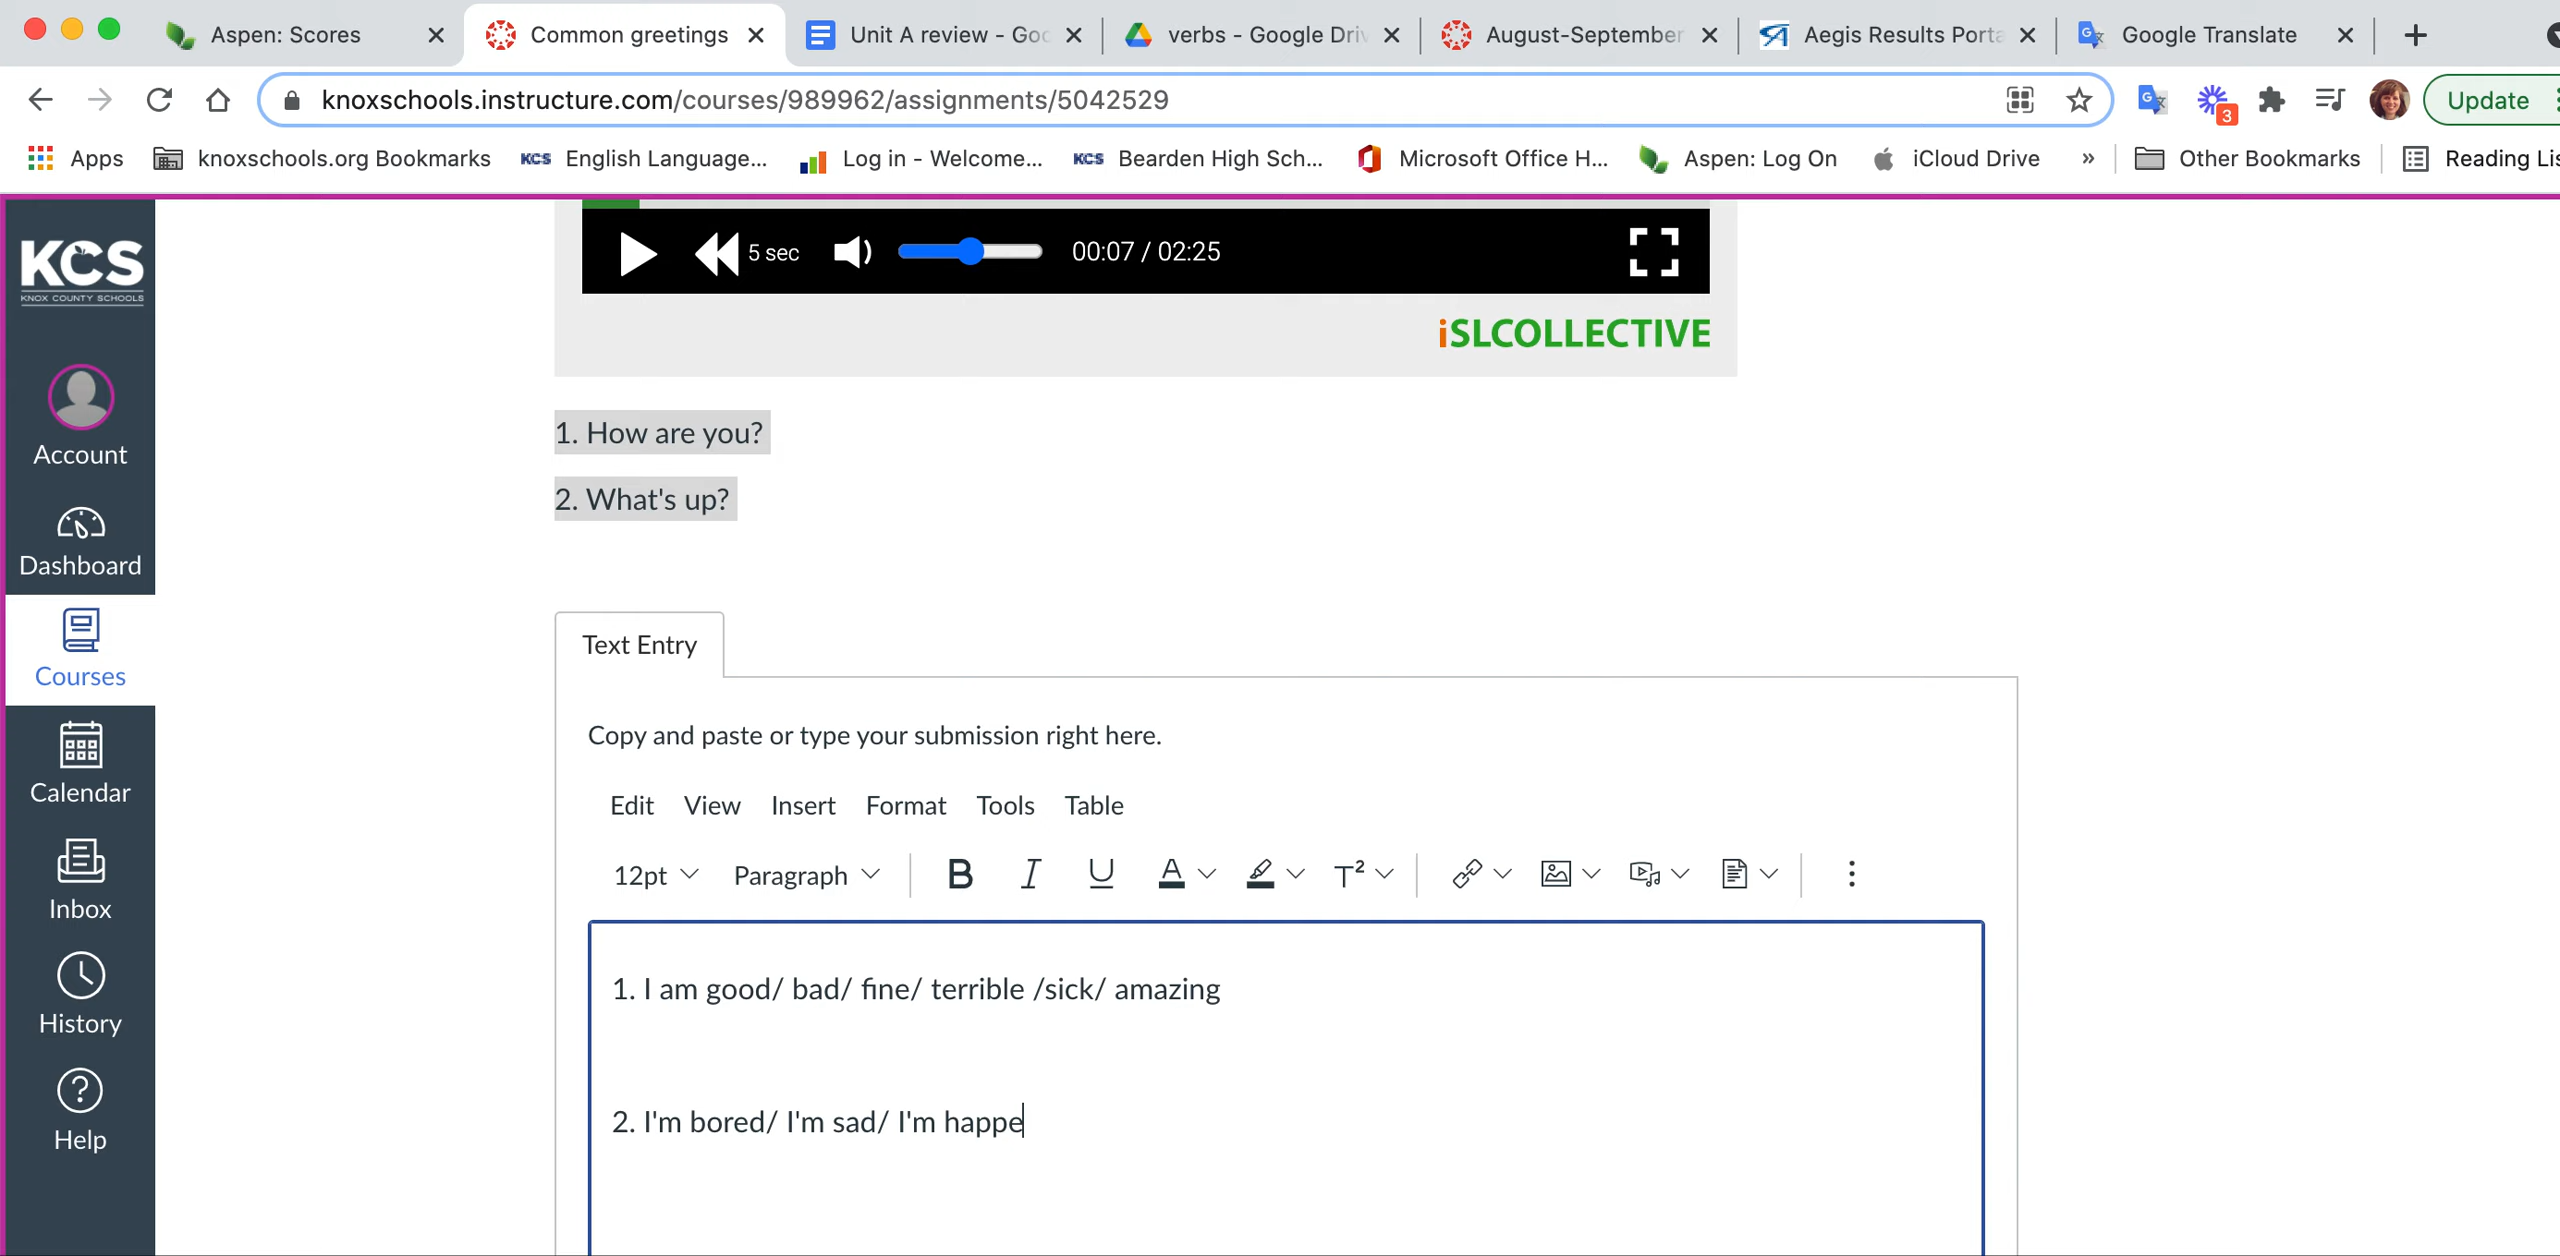 Aspen: Scores
Common greetings
Unit A review - Goo
verbs - Google Driv
August-September
Aegis Results Porta
Google Translate
knoxschools.instructure.com/courses/989962/assignments/5042529
3
Update
Apps
knoxschools.org Bookmarks
KCS English Language...
Log in - Welcome...
KCS Bearden High Sch...
Microsoft Office H...
Aspen: Log On
iCloud Drive
»
Other Bookmarks
Reading Lis
KCS
KNOX COUNTY SCHOOLS
Account
Dashboard
Courses
Calendar
Inbox
History
Help
5 sec
00:07 / 02:25
iSLCOLLECTIVE
1. How are you?
2. What's up?
Text Entry
Copy and paste or type your submission right here.
Edit View Insert Format Tools Table
12pt Paragraph B I U A T²
1. I am good/ bad/ fine/ terrible /sick/ amazing
2. I'm bored/ I'm sad/ I'm happe